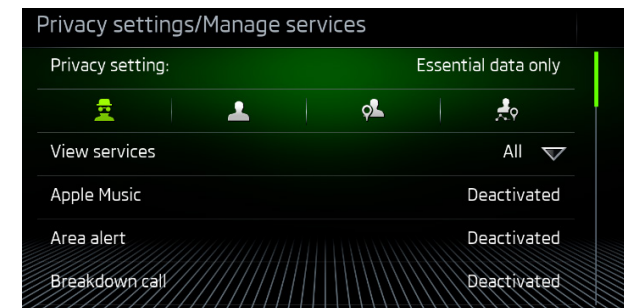 Privacy settings/Manage services
Privacy setting: Essential data only
View services All
Apple Music Deactivated
Area alert Deactivated
Breakdown call Deactivated